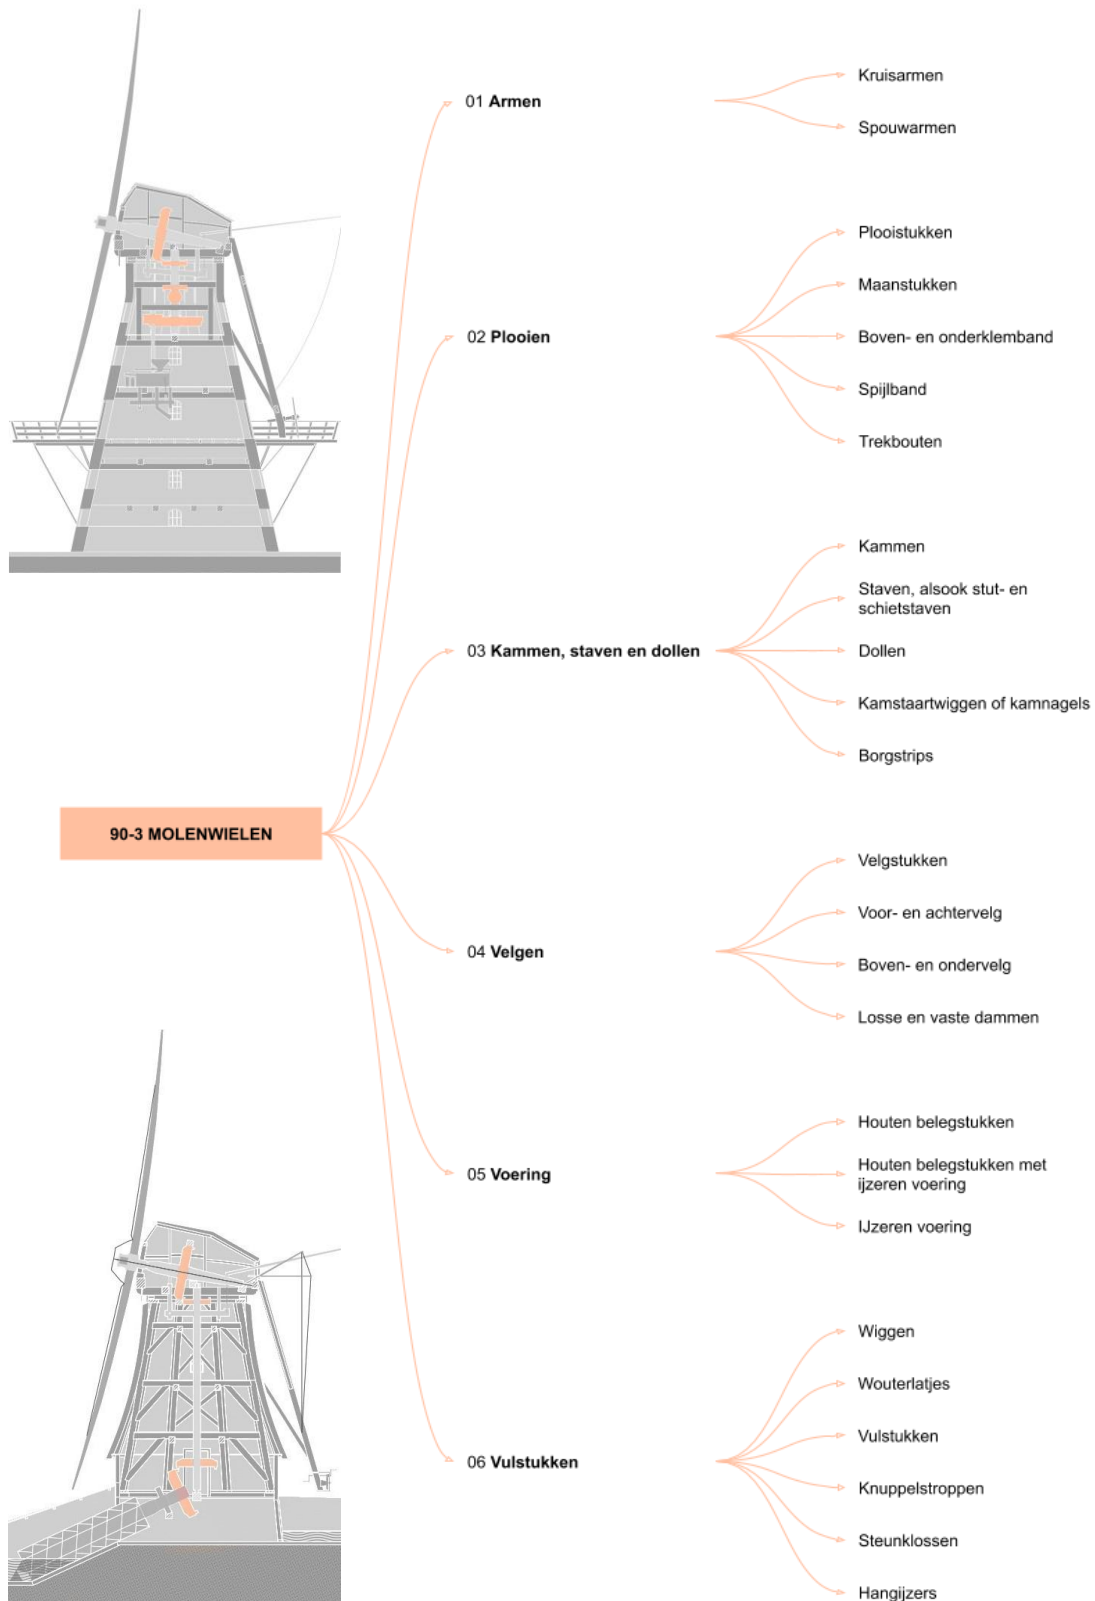 90-3 MOLENWIELEN
01 Armen
Kruisarmen
Spouwarmen
02 Plooien
Plooistukken
Maanstukken
Boven- en onderklemband
Spijlband
Trekbouten
03 Kammen, staven en dollen
Kammen
Staven, alsook stut- en
schietstaven
Dollen
Kamstaartwiggen of kamnagels
Borgstrips
04 Velgen
Velgstukken
Voor- en achtervelg
Boven- en ondervelg
Losse en vaste dammen
05 Voering
Houten belegstukken
Houten belegstukken met
ijzeren voering
IJzeren voering
06 Vulstukken
Wiggen
Wouterlatjes
Vulstukken
Knuppelstroppen
Steunklossen
Hangijzers